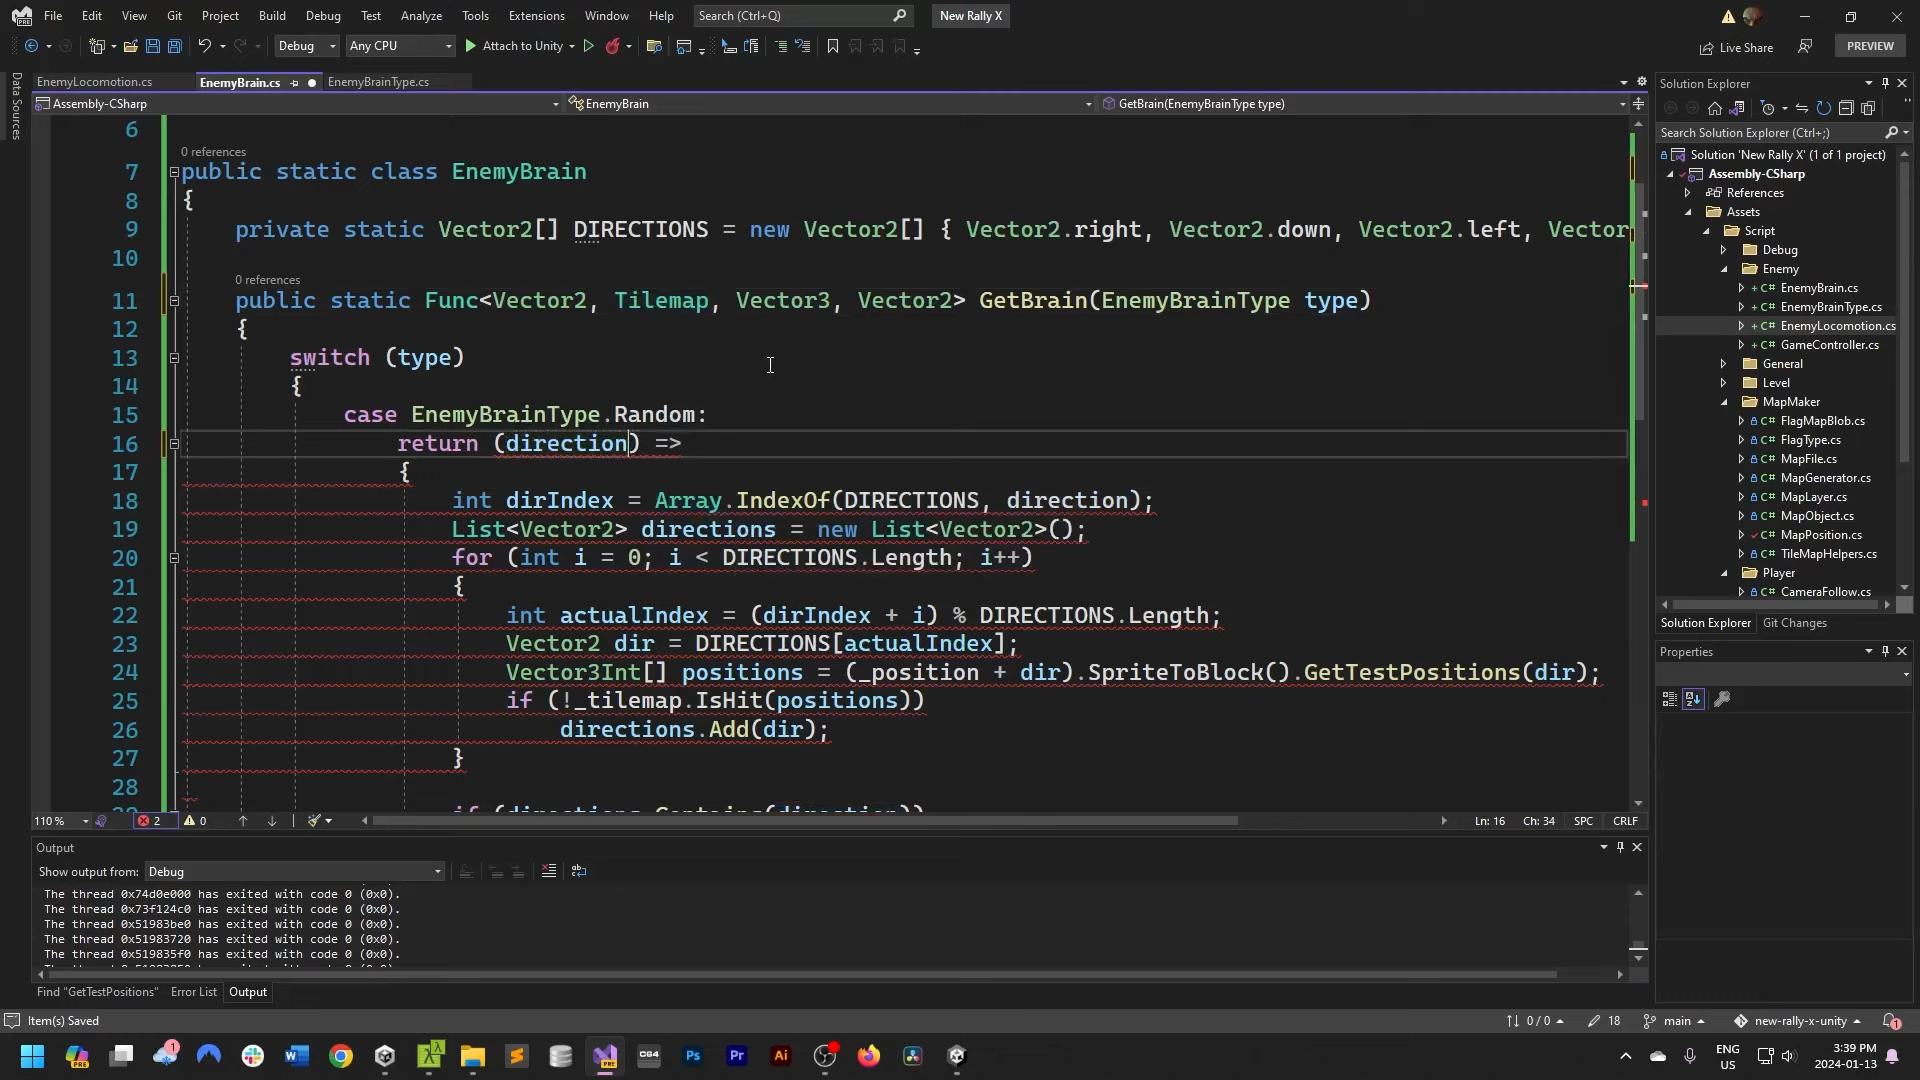 File Edit View Git Project Build Debug Test Analyze Tools Extensions Window Help Search (Ctrl+Q) New Rally X
Debug Any CPU Attach to Unity Live Share PREVIEW
Data Sources
EnemyLocomotion.cs EnemyBrain.cs EnemyBrainType.cs
Assembly-CSharp EnemyBrain GetBrain(EnemyBrainType type)
6
0 references
7 public static class EnemyBrain
8 {
9 private static Vector2[] DIRECTIONS = new Vector2[] { Vector2.right, Vector2.down, Vector2.left, Vector
10
0 references
11 public static Func<Vector2, Tilemap, Vector3, Vector2> GetBrain(EnemyBrainType type)
12 {
13 switch (type)
14 {
15 case EnemyBrainType.Random:
16 return (direction) =>
17 {
18 int dirIndex = Array.IndexOf(DIRECTIONS, direction);
19 List<Vector2> directions = new List<Vector2>();
20 for (int i = 0; i < DIRECTIONS.Length; i++)
21 {
22 int actualIndex = (dirIndex + i) % DIRECTIONS.Length;
23 Vector2 dir = DIRECTIONS[actualIndex];
24 Vector3Int[] positions = (_position + dir).SpriteToBlock().GetTestPositions(dir);
25 if (!_tilemap.IsHit(positions))
26 directions.Add(dir);
27 }
28
110 % 2 0 Ln: 16 Ch: 34 SPC CRLF
Output
Show output from: Debug
The thread 0x74d0e000 has exited with code 0 (0x0).
The thread 0x73f124c0 has exited with code 0 (0x0).
The thread 0x51983be0 has exited with code 0 (0x0).
The thread 0x51983720 has exited with code 0 (0x0).
The thread 0x519835f0 has exited with code 0 (0x0).
Find "GetTestPositions" Error List Output
Solution Explorer
Search Solution Explorer (Ctrl+;)
Solution 'New Rally X' (1 of 1 project)
Assembly-CSharp
References
Assets
Script
Debug
Enemy
C# EnemyBrain.cs
C# EnemyBrainType.cs
C# EnemyLocomotion.cs
C# GameController.cs
General
Level
MapMaker
C# FlagMapBlob.cs
C# FlagType.cs
C# MapFile.cs
C# MapGenerator.cs
C# MapLayer.cs
C# MapObject.cs
C# MapPosition.cs
C# TileMapHelpers.cs
Player
C# CameraFollow.cs
Solution Explorer Git Changes
Properties
Item(s) Saved 0 / 0 18 main new-rally-x-unity 1
1 PRE W CG4 Ps Pr Ai ENG US 3:39 PM 2024-01-13